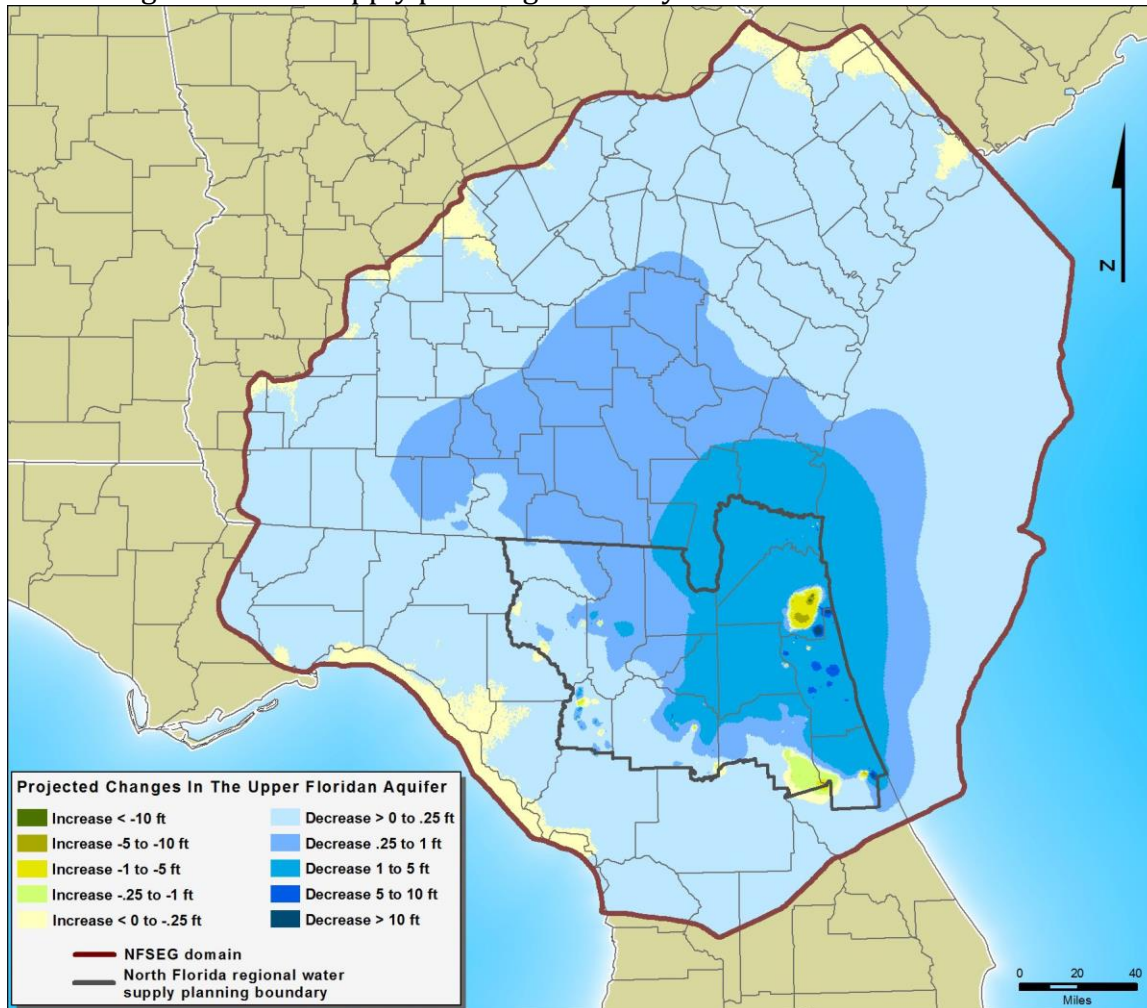 N
Projected Changes In The Upper Floridan Aquifer
Increase < -10 ft
Increase -5 to -10 ft
Increase -1 to -5 ft
Increase -.25 to -1 ft
Increase < 0 to -.25 ft
Decrease > 0 to .25 ft
Decrease .25 to 1 ft
Decrease 1 to 5 ft
Decrease 5 to 10 ft
Decrease > 10 ft
NFSEG domain
North Florida regional water
supply planning boundary
0 20 40
Miles